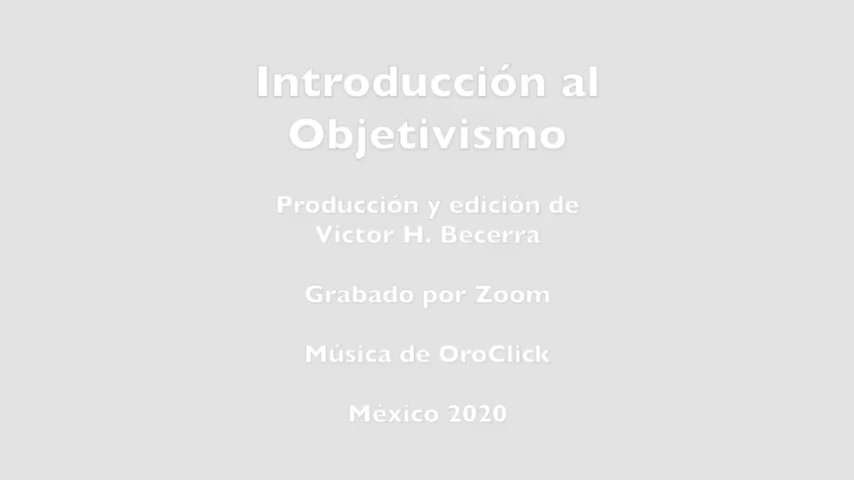 Introducción al
Objetivismo
Producción y edición de
Víctor H. Becerra
Grabado por Zoom
Música de OroClick
México 2020